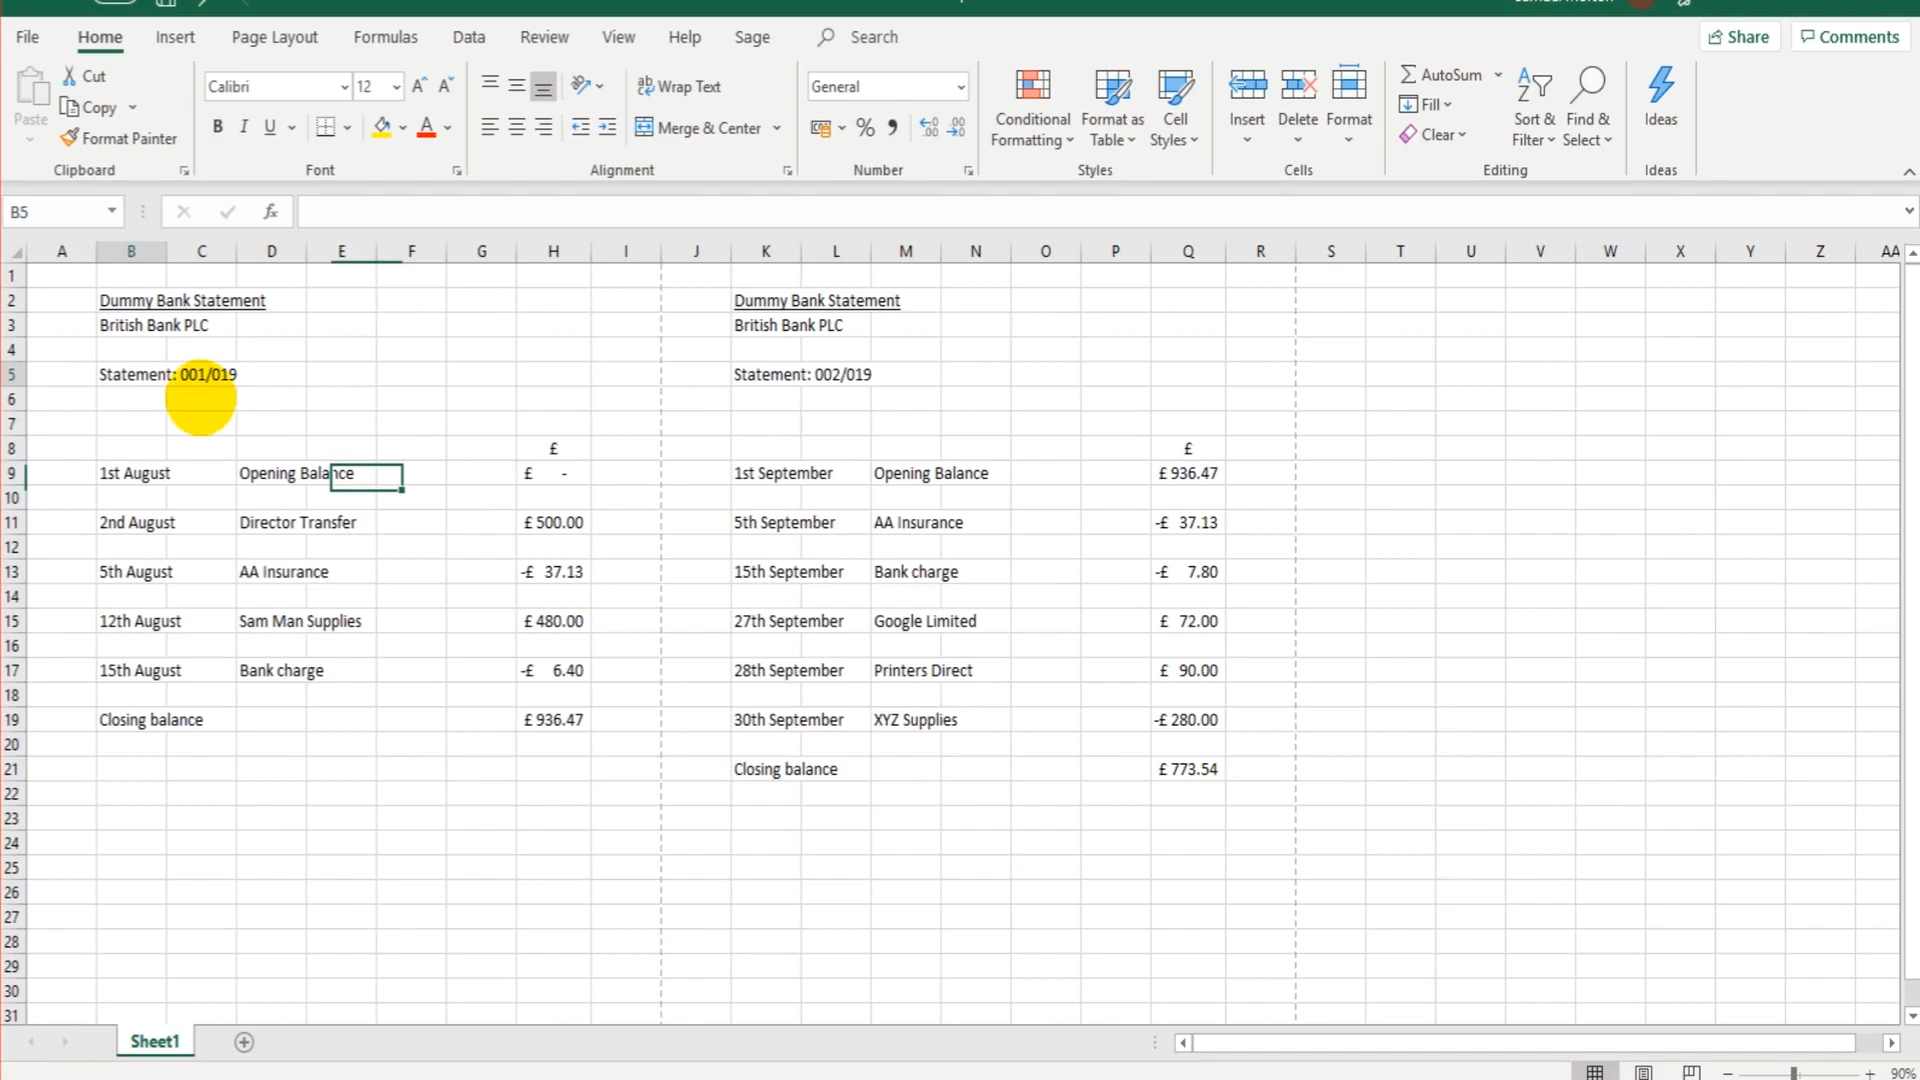 File Home Insert Page Layout Formulas Data Review View Help Sage Search Share Comments
Cut
Copy
Format Painter
Paste
Clipboard
Calibri 12
B I U A
Font
Wrap Text
Merge & Center
Alignment
General
% 9
Number
Conditional Formatting
Format as Table
Cell Styles
Styles
Insert Delete Format
Cells
AutoSum
Fill
Clear
Sort & Filter
Find & Select
Editing
Ideas
Ideas
B5 fx
A B C D E F G H I J K L M N O P Q R S T U V W X Y Z AA
1
2 Dummy Bank Statement Dummy Bank Statement
3 British Bank PLC British Bank PLC
4
5 Statement: 001/019 Statement: 002/019
6
7
8 £ £
9 1st August Opening Balance £ - 1st September Opening Balance £ 936.47
10
11 2nd August Director Transfer £ 500.00 5th September AA Insurance -£ 37.13
12
13 5th August AA Insurance -£ 37.13 15th September Bank charge -£ 7.80
14
15 12th August Sam Man Supplies £ 480.00 27th September Google Limited £ 72.00
16
17 15th August Bank charge -£ 6.40 28th September Printers Direct £ 90.00
18
19 Closing balance £ 936.47 30th September XYZ Supplies -£ 280.00
20
21 Closing balance £ 773.54
22
23
24
25
26
27
28
29
30
31
Sheet1
90%